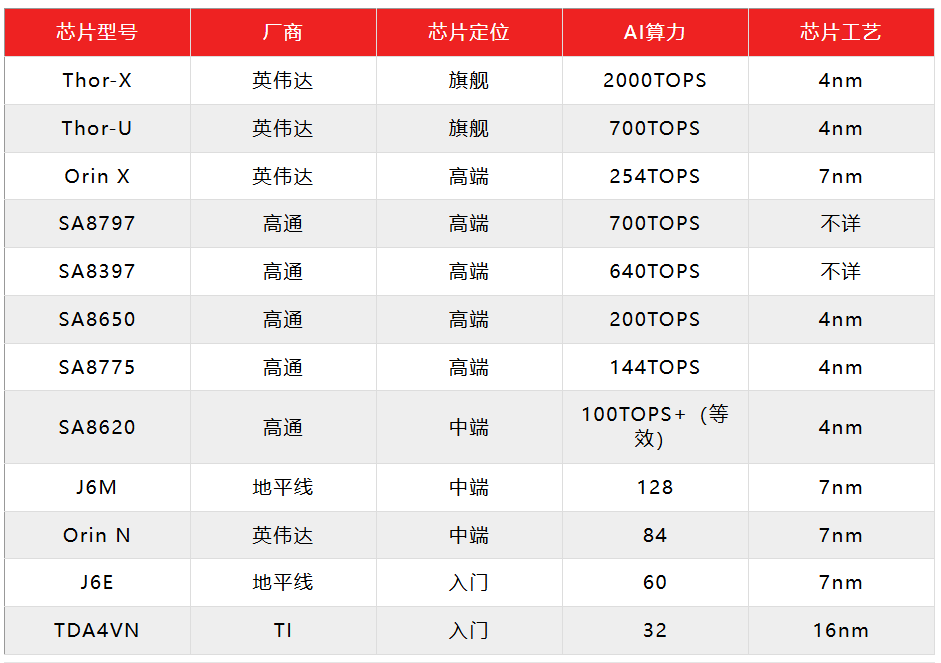 芯片型号 厂商 芯片定位 AI算力 芯片工艺
Thor-X 英伟达 旗舰 2000TOPS 4nm
Thor-U 英伟达 旗舰 700TOPS 4nm
Orin X 英伟达 高端 254TOPS 7nm
SA8797 高通 高端 700TOPS 不详
SA8397 高通 高端 640TOPS 不详
SA8650 高通 高端 200TOPS 4nm
SA8775 高通 高端 144TOPS 4nm
SA8620 高通 中端 100TOPS+（等
效） 4nm
J6M 地平线 中端 128 7nm
Orin N 英伟达 中端 84 7nm
J6E 地平线 入门 60 7nm
TDA4VN TI 入门 32 16nm